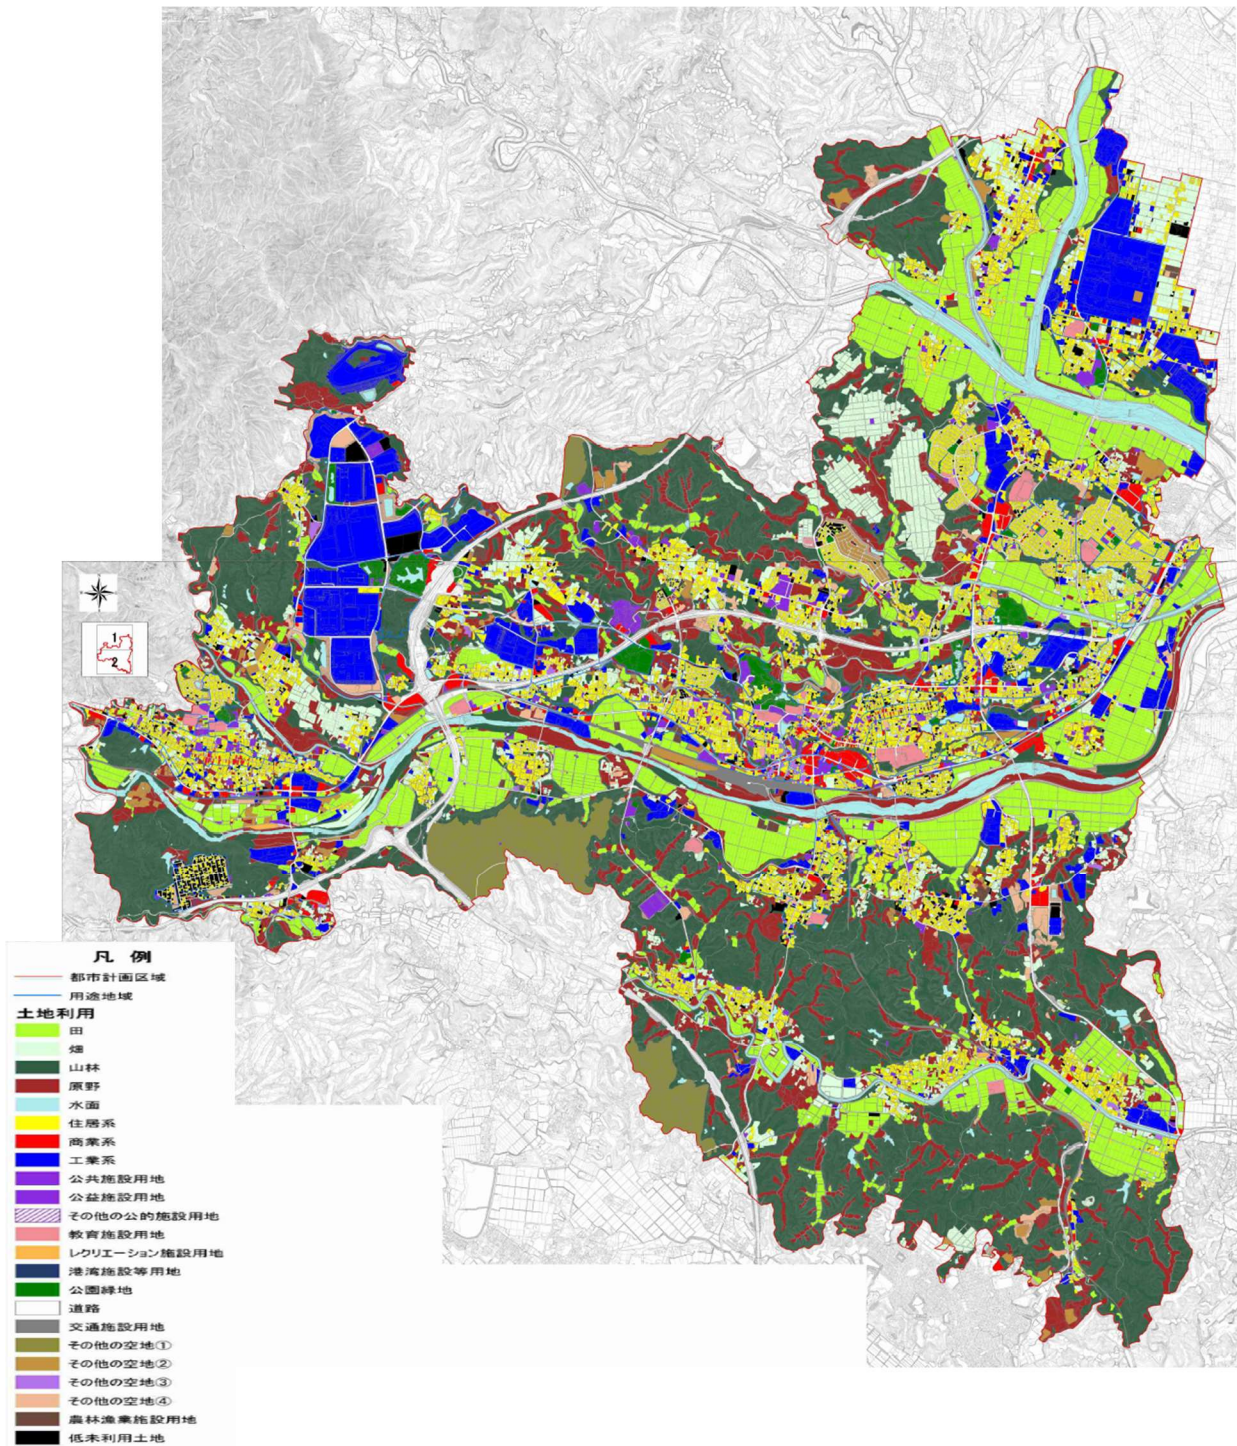 1
2
凡 例
都市計画区域
用途地域
土地利用
田
畑
山林
原野
水面
住居系
商業系
工業系
公共施設用地
公益施設用地
その他の公的施設用地
教育施設用地
レクリエーション施設用地
港湾施設等用地
公園緑地
道路
交通施設用地
その他の空地①
その他の空地②
その他の空地③
その他の空地④
農林漁業施設用地
低未利用土地